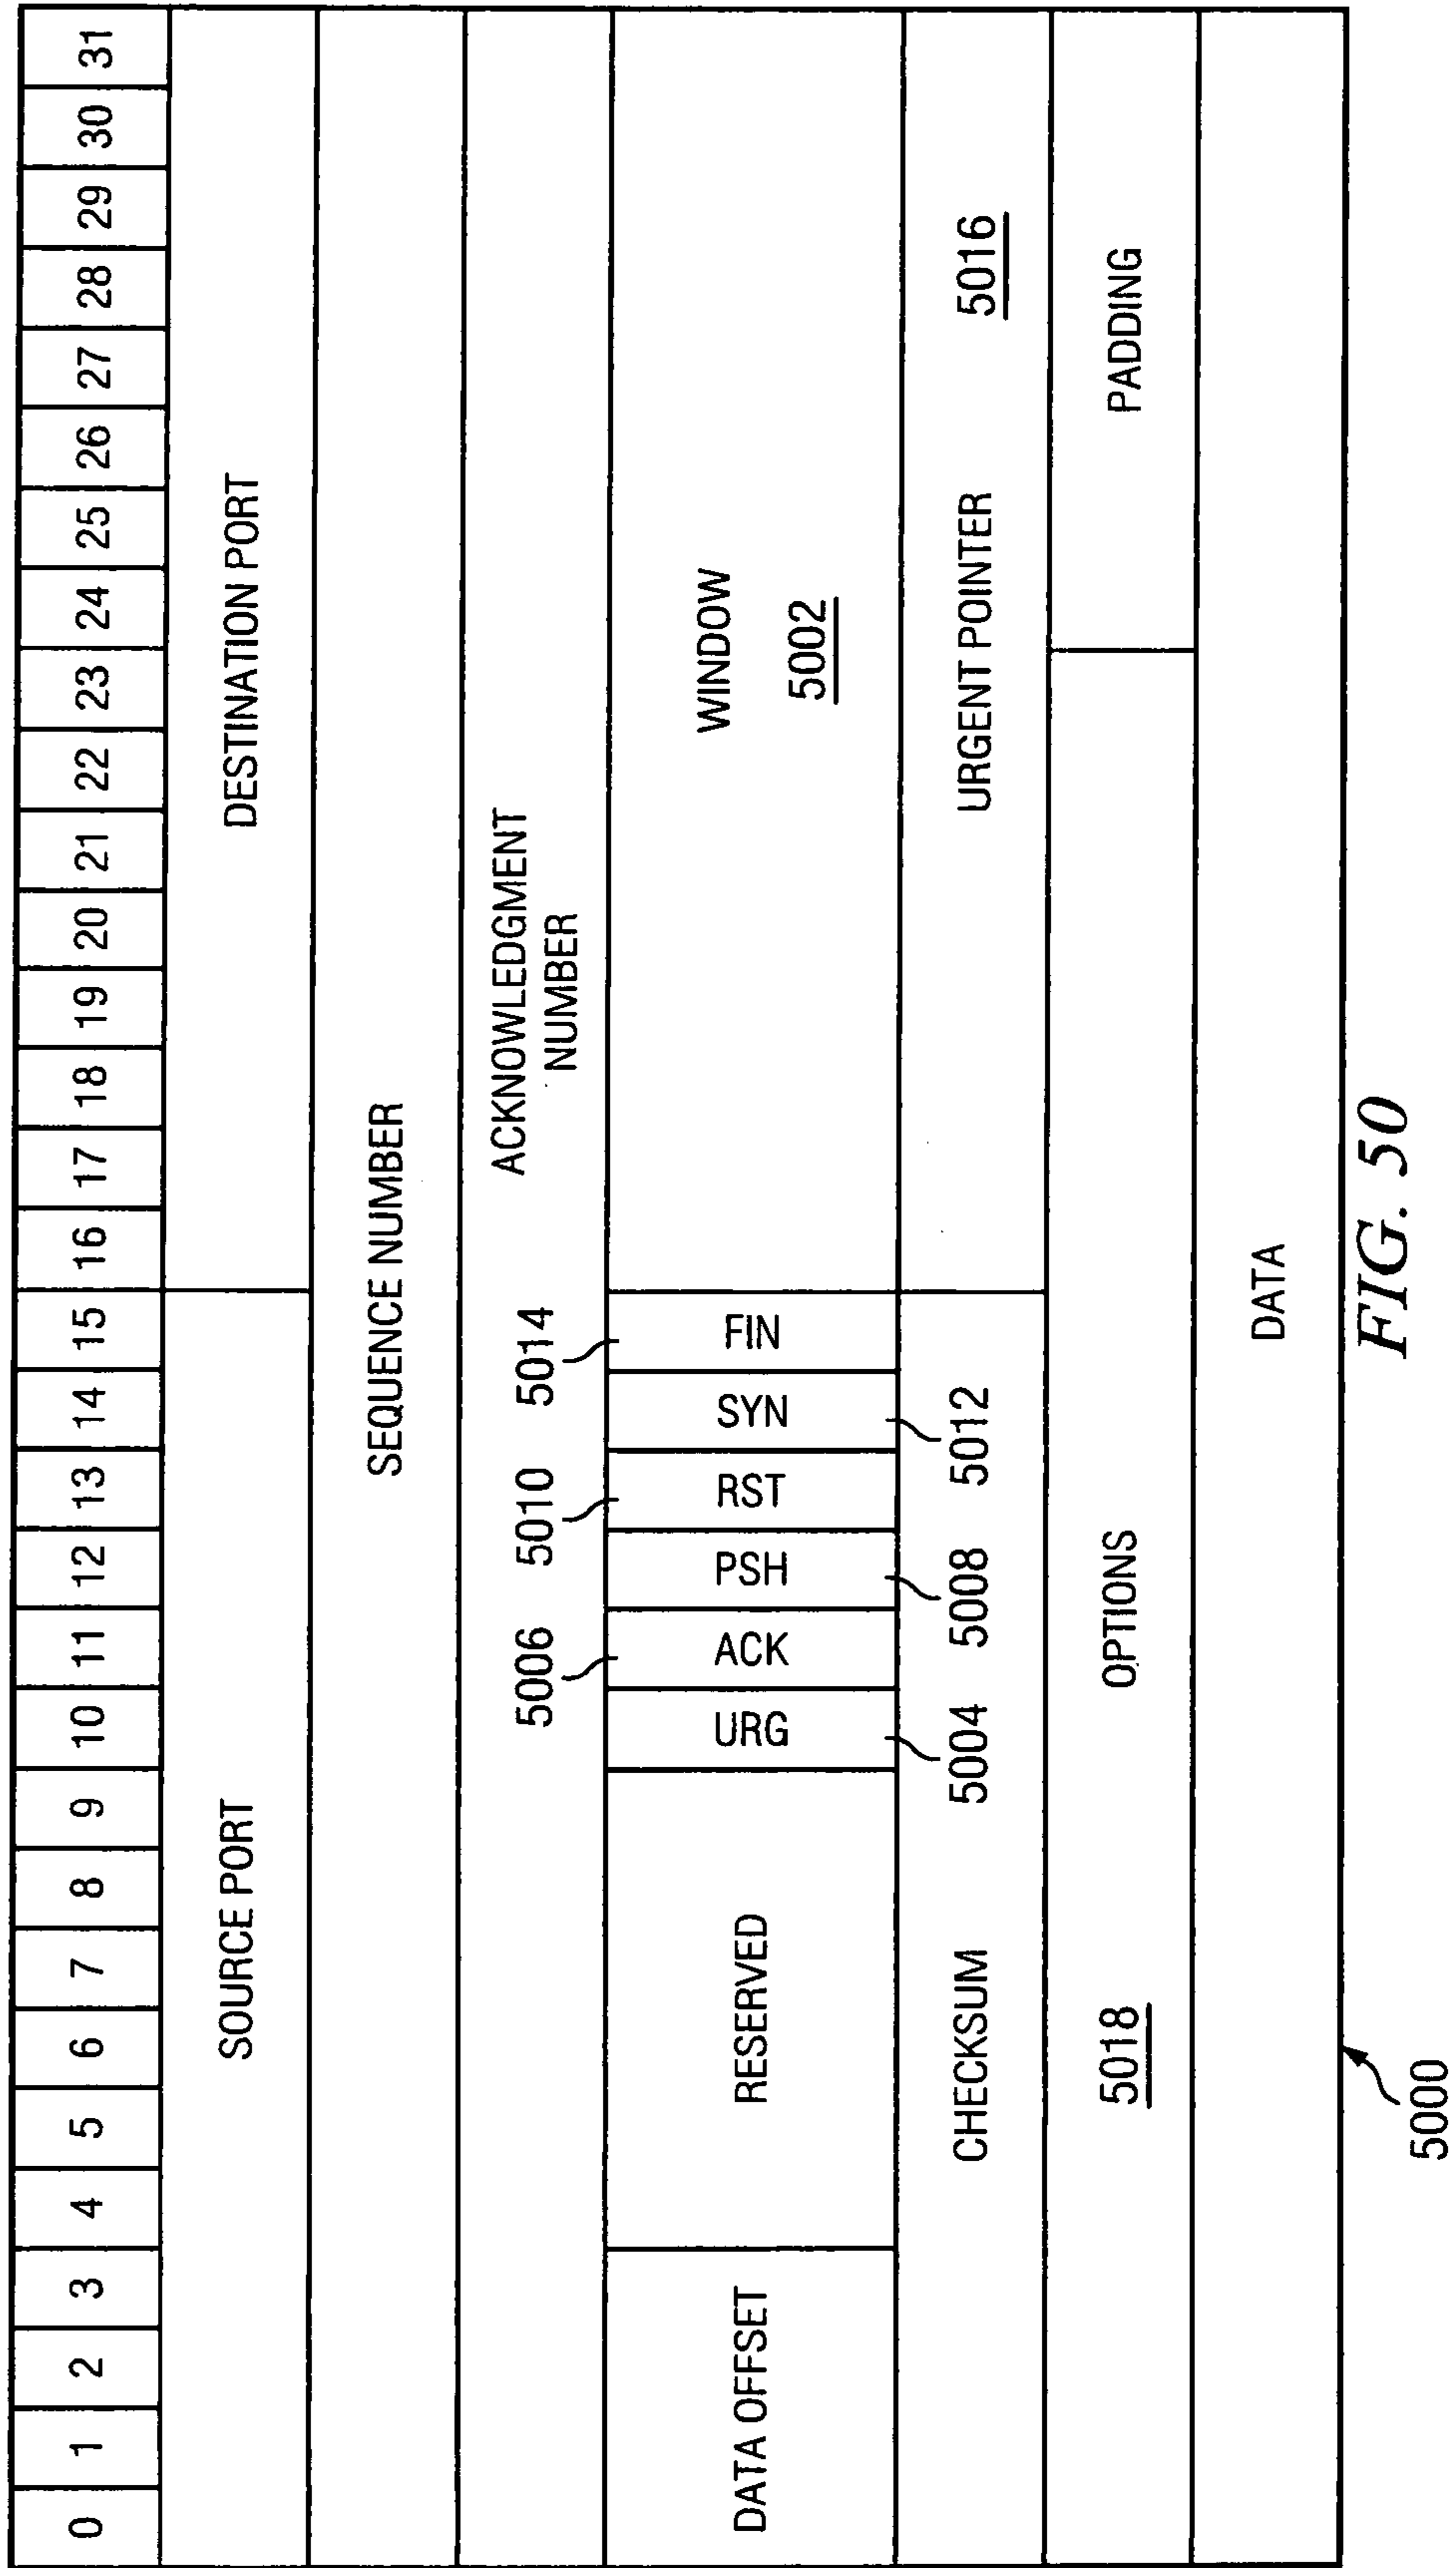 0 1 2 3 4 5 6 7 8 9 10 11 12 13 14 15 16 17 18 19 20 21 22 23 24 25 26 27 28 29 30 31
SOURCE PORT DESTINATION PORT
SEQUENCE NUMBER
ACKNOWLEDGMENT
NUMBER
5006 5010 5014
DATA OFFSET RESERVED URG ACK PSH RST SYN FIN WINDOW
5002
5004 5008 5012
CHECKSUM URGENT POINTER 5016
5018 OPTIONS PADDING
DATA
5000
FIG. 50